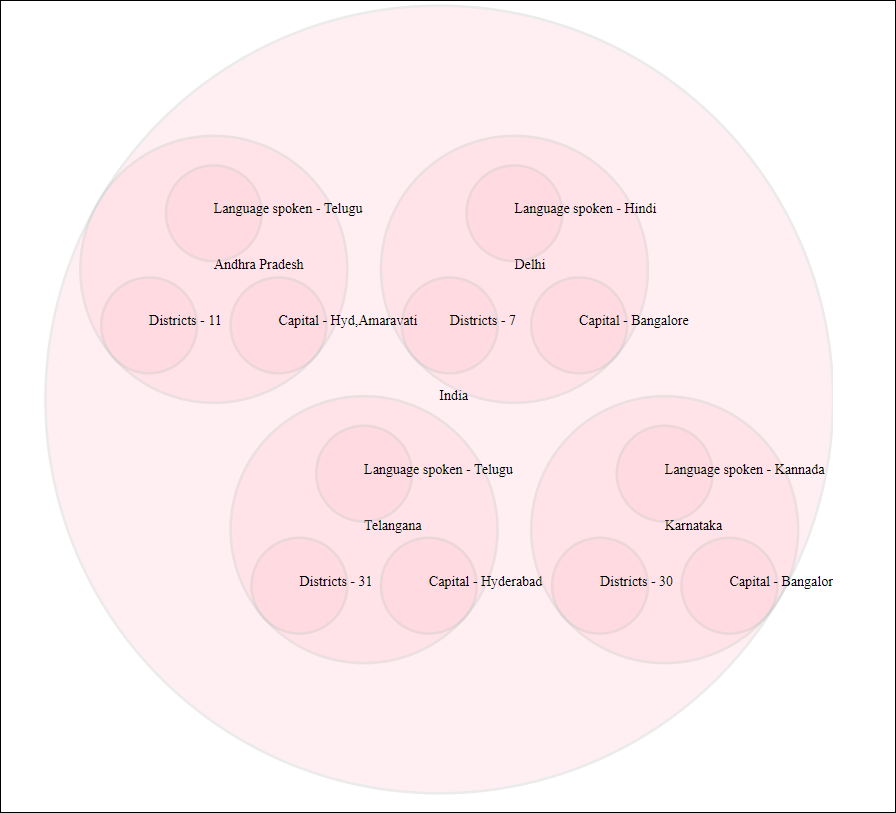 Language spoken - Telugu
Language spoken - Hindi
Andhra Pradesh
Delhi
Districts - 11
Capital - Hyd,Amaravati
Districts - 7
Capital - Bangalore
India
Language spoken - Telugu
Language spoken - Kannada
Telangana
Karnataka
Districts - 31
Capital - Hyderabad
Districts - 30
Capital - Bangalor